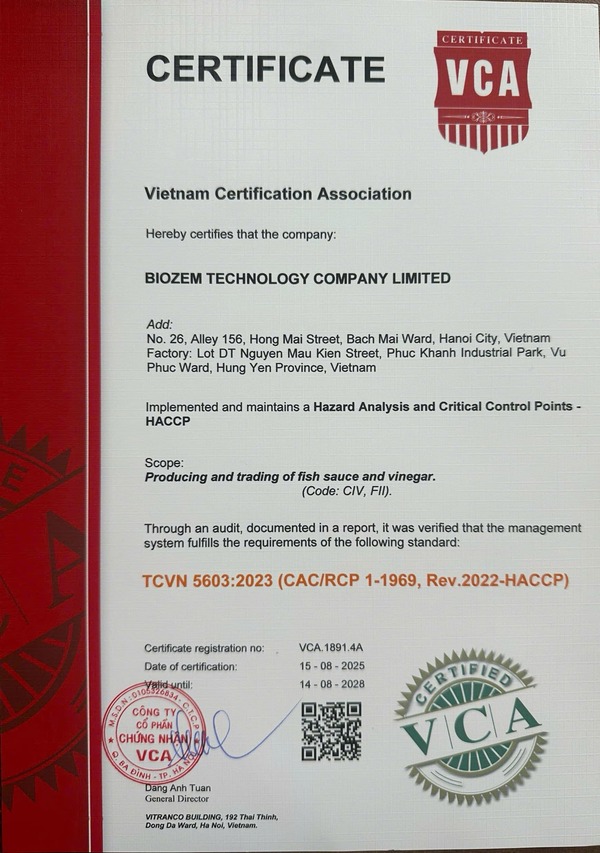 CERTIFICATE
CERTIFICATE
VCA
Vietnam Certification Association
Hereby certifies that the company:
BIOZEM TECHNOLOGY COMPANY LIMITED
Add:
No. 26, Alley 156, Hong Mai Street, Bach Mai Ward, Hanoi City, Vietnam
Factory: Lot DT Nguyen Mau Kien Street, Phuc Khanh Industrial Park, Vu
Phuc Ward, Hung Yen Province, Vietnam
Implemented and maintains a Hazard Analysis and Critical Control Points -
HACCP
Scope:
Producing and trading of fish sauce and vinegar.
(Code: CIV, FII).
Through an audit, documented in a report, it was verified that the management
system fulfills the requirements of the following standard:
TCVN 5603:2023 (CAC/RCP 1-1969, Rev.2022-HACCP)
Certificate registration no: VCA.1891.4A
Date of certification: 15 - 08 - 2025
Valid until: 14 - 08 - 2028
M.S.D.N: 0105326834 - C.T.C.P
CÔNG TY
CỔ PHẦN
CHỨNG NHẬN
VCA
Q. BA ĐÌNH - TP. HÀ NỘI
CERTIFIED
VCA
Dang Anh Tuan
General Director
VITRANCO BUILDING, 192 Thai Thinh,
Dong Da Ward, Ha Noi, Vietnam.